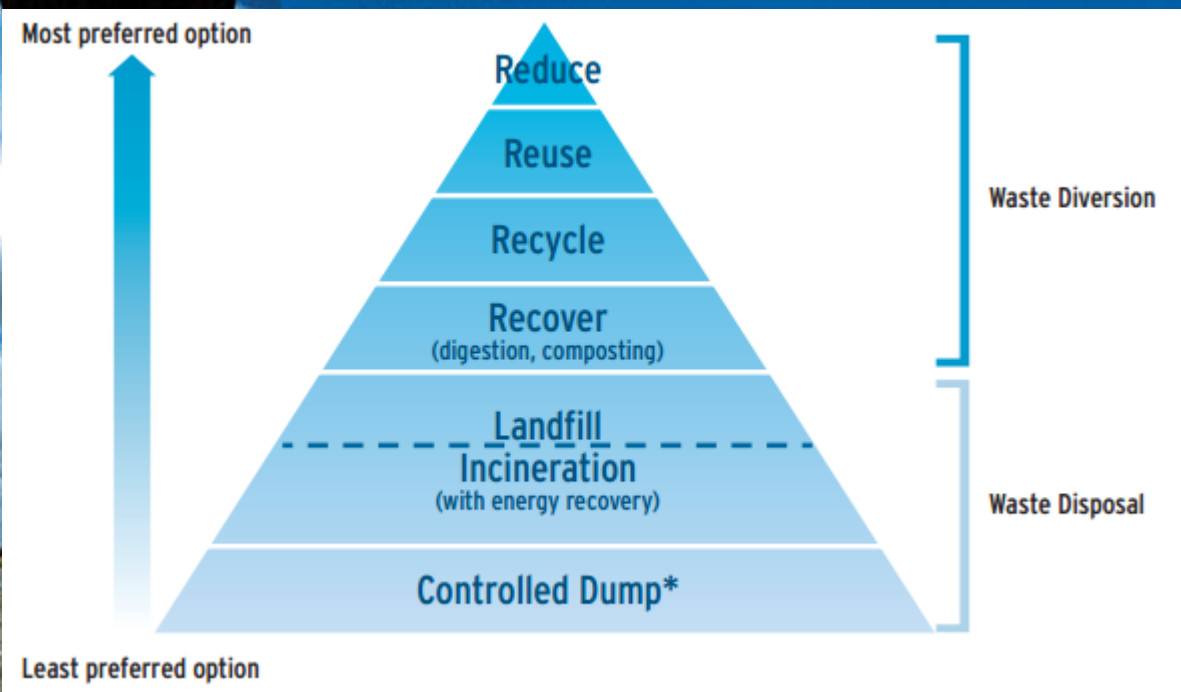 Most preferred option
Reduce
Reuse
Recycle
Recover
(digestion, composting)
Waste Diversion
Landfill
Incineration
(with energy recovery)
Waste Disposal
Controlled Dump*
Least preferred option